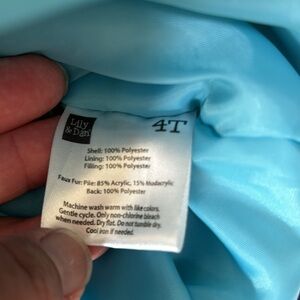 Lily
& Dan
4T
Shell: 100% Polyester
Lining: 100% Polyester
Filling: 100% Polyester
Faux Fur: Pile: 85% Acrylic, 15% Modacrylic
Back: 100% Polyester
Machine wash warm with like colors.
Gentle cycle. Only non-chlorine bleach
when needed. Dry flat. Do not tumble dry.
Cool iron if needed.